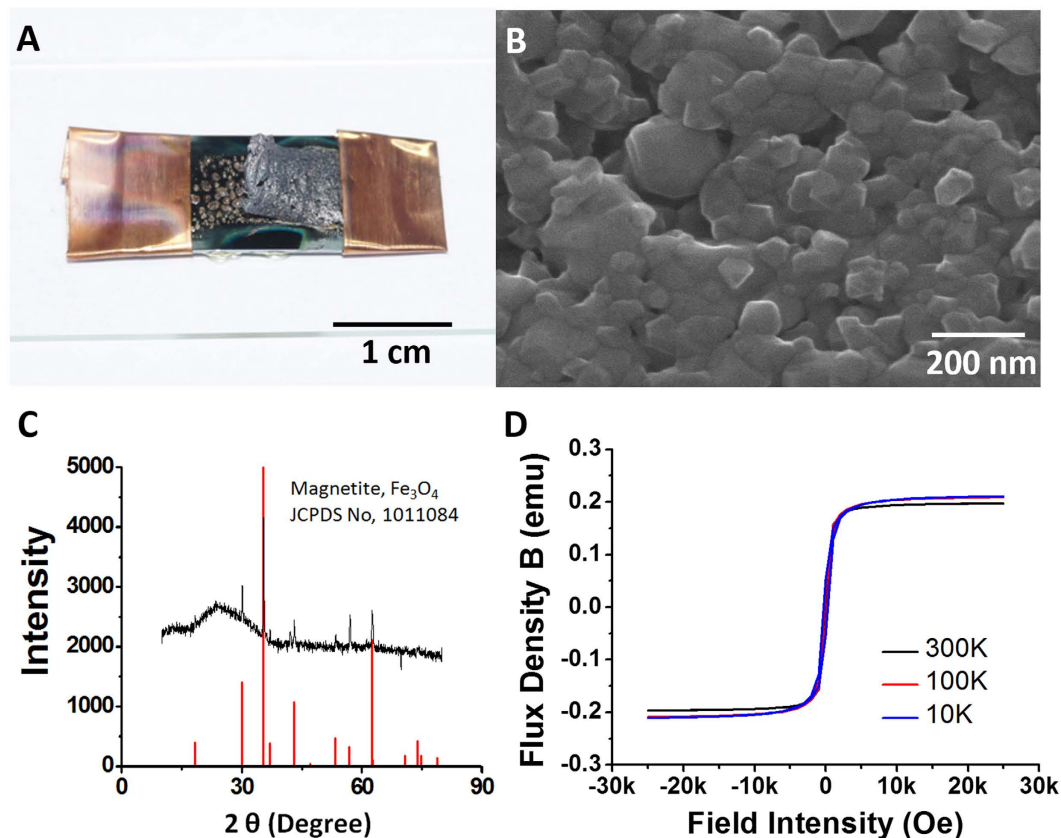 A
1 cm
B
200 nm
C
Intensity
5000
4000
3000
2000
1000
0
Magnetite, Fe₃O₄
JCPDS No, 1011084
0
30
60
90
2 θ (Degree)
D
Flux Density B (emu)
0.3
0.2
0.1
0.0
-0.1
-0.2
-0.3
300K
100K
10K
-30k
-20k
-10k
0
10k
20k
30k
Field Intensity (Oe)